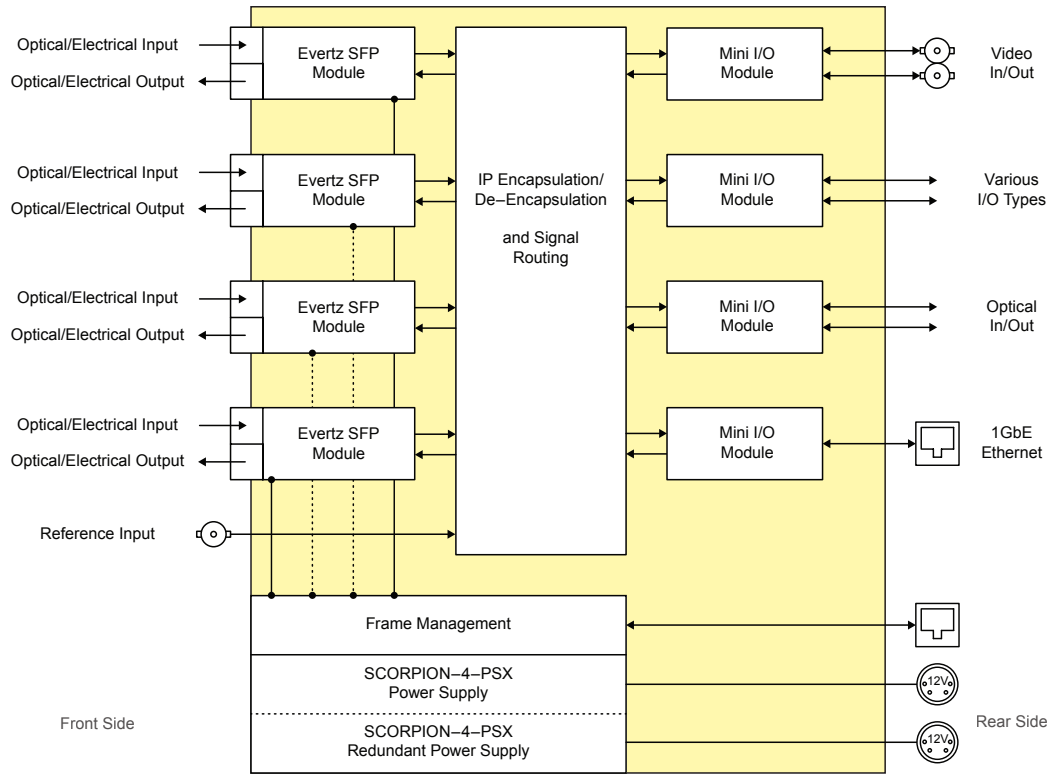 Optical/Electrical Input
Optical/Electrical Output
Evertz SFP
Module
Mini I/O
Module
Video
In/Out
Optical/Electrical Input
Optical/Electrical Output
Evertz SFP
Module
IP Encapsulation/
De–Encapsulation
and Signal
Routing
Mini I/O
Module
Various
I/O Types
Optical/Electrical Input
Optical/Electrical Output
Evertz SFP
Module
Mini I/O
Module
Optical
In/Out
Optical/Electrical Input
Optical/Electrical Output
Evertz SFP
Module
Mini I/O
Module
1GbE
Ethernet
Reference Input
Frame Management
SCORPION–4–PSX
Power Supply
12V
SCORPION–4–PSX
Redundant Power Supply
12V
Front Side
Rear Side